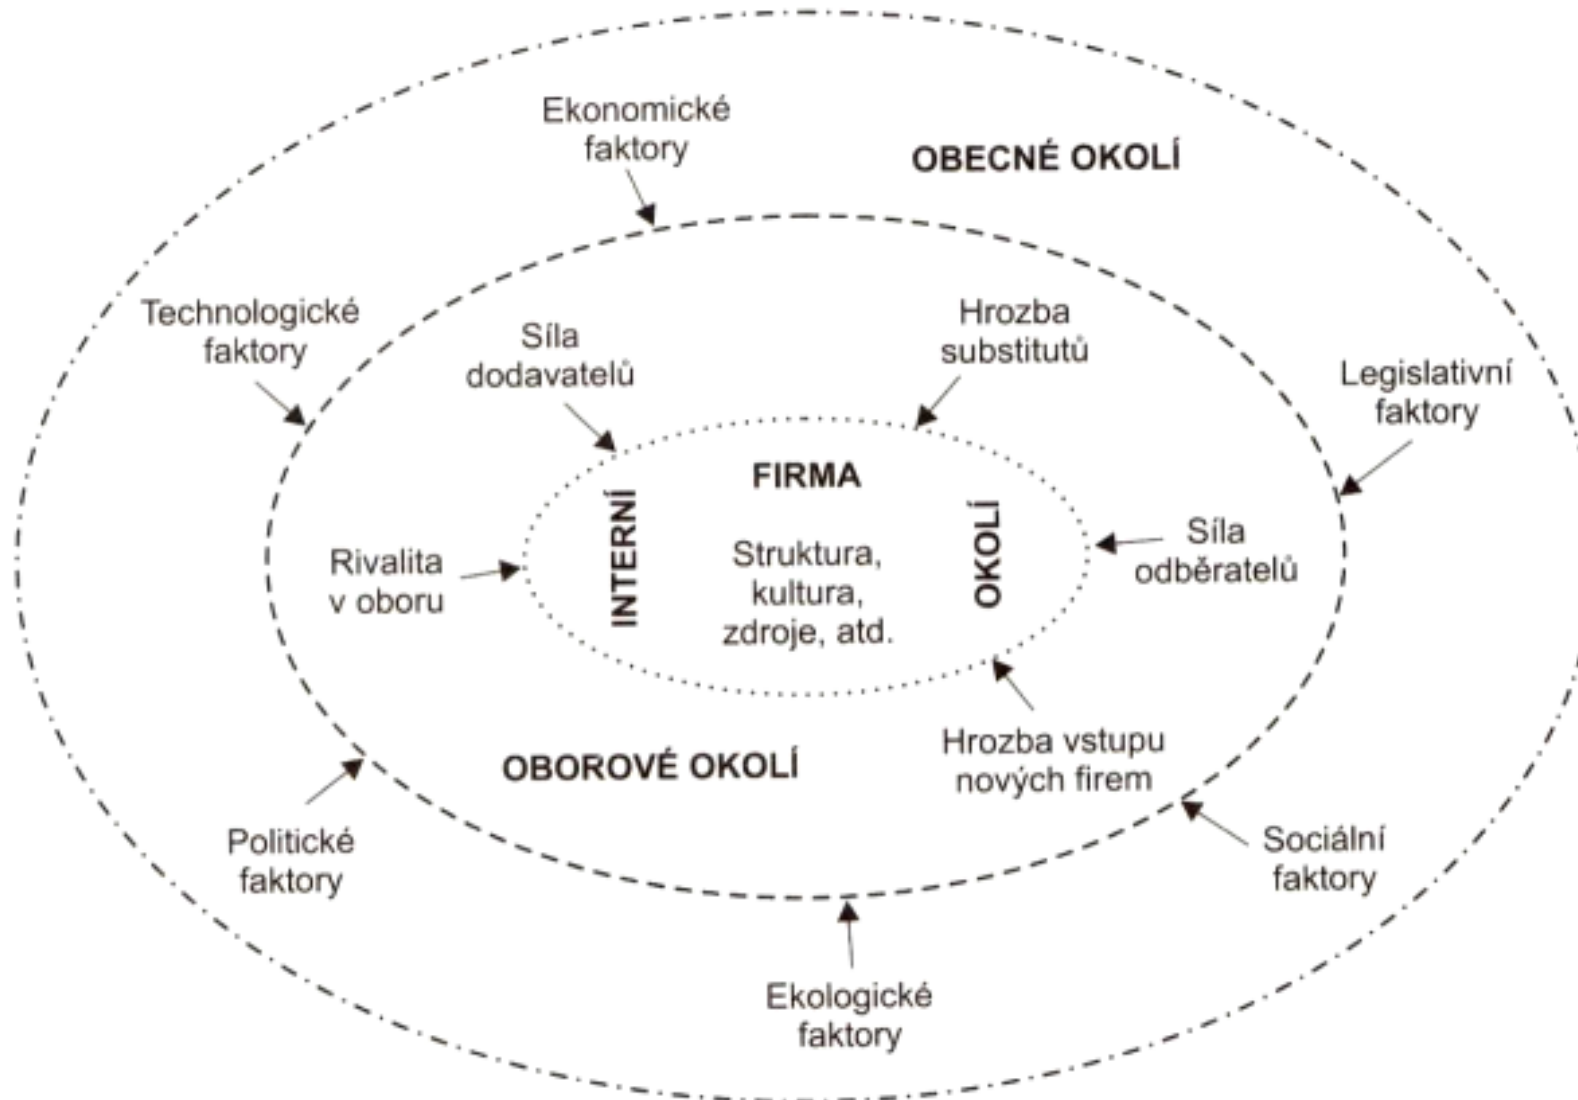 Ekonomické
faktory
OBECNÉ OKOLÍ
Technologické
faktory
Síla
dodavatelů
Hrozba
substitutů
Legislativní
faktory
FIRMA
INTERNÍ
OKOLÍ
Struktura,
kultura,
zdroje, atd.
Rivalita
v oboru
Síla
odběratelů
OBOROVÉ OKOLÍ
Hrozba vstupu
nových firem
Politické
faktory
Sociální
faktory
Ekologické
faktory